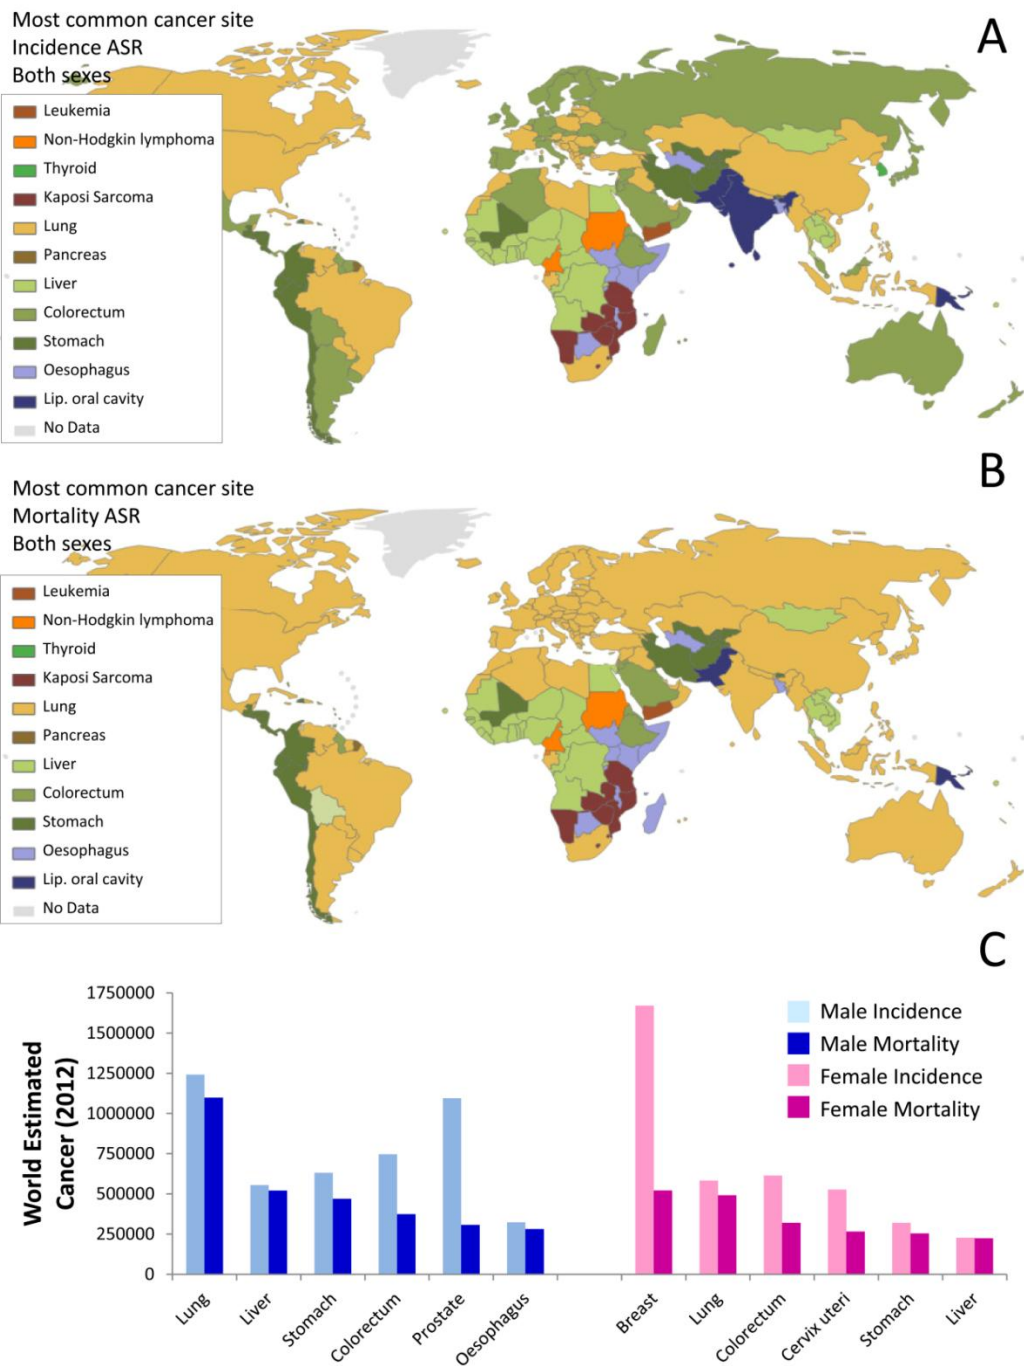 Most common cancer site
Incidence ASR
Both sexes
A
Leukemia
Non-Hodgkin lymphoma
Thyroid
Kaposi Sarcoma
Lung
Pancreas
Liver
Colorectum
Stomach
Oesophagus
Lip. oral cavity
No Data
B
Most common cancer site
Mortality ASR
Both sexes
Leukemia
Non-Hodgkin lymphoma
Thyroid
Kaposi Sarcoma
Lung
Pancreas
Liver
Colorectum
Stomach
Oesophagus
Lip. oral cavity
No Data
C
World Estimated
Cancer (2012)
1750000
1500000
1250000
1000000
750000
500000
250000
0
Male Incidence
Male Mortality
Female Incidence
Female Mortality
Lung
Liver
Stomach
Colorectum
Prostate
Oesophagus
Breast
Lung
Colorectum
Cervix uteri
Stomach
Liver